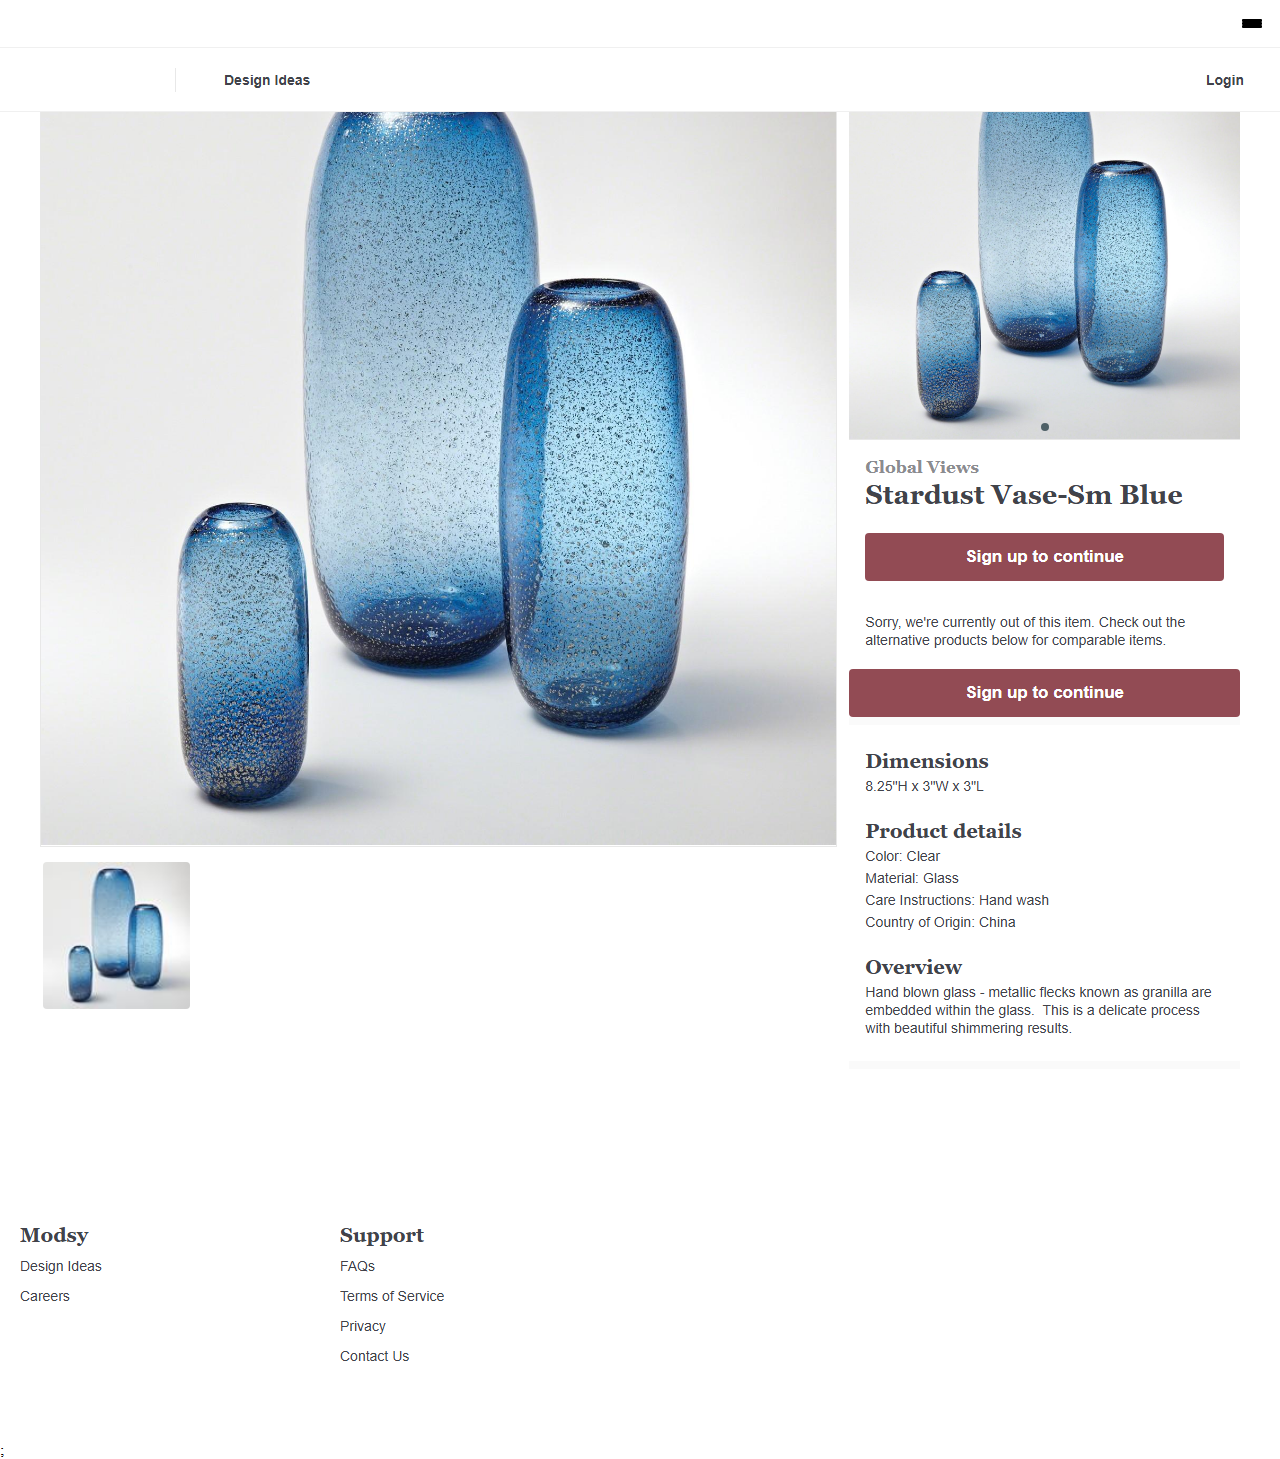 Design Ideas
Login
Global Views
Stardust Vase-Sm Blue
Sign up to continue
Sorry, we're currently out of this item. Check out the
alternative products below for comparable items.
Sign up to continue
Dimensions
8.25"H x 3"W x 3"L
Product details
Color: Clear
Material: Glass
Care Instructions: Hand wash
Country of Origin: China
Overview
Hand blown glass - metallic flecks known as granilla are
embedded within the glass.  This is a delicate process
with beautiful shimmering results.
Modsy
Design Ideas
Careers
Support
FAQs
Terms of Service
Privacy
Contact Us
;